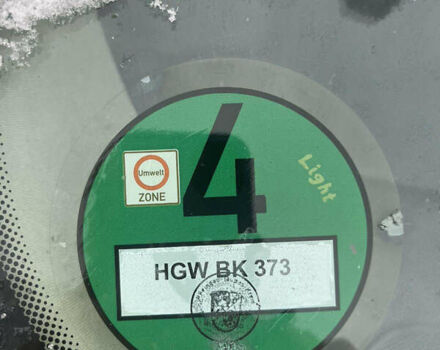 4
Light
Umwelt
ZONE
HGW BK 373